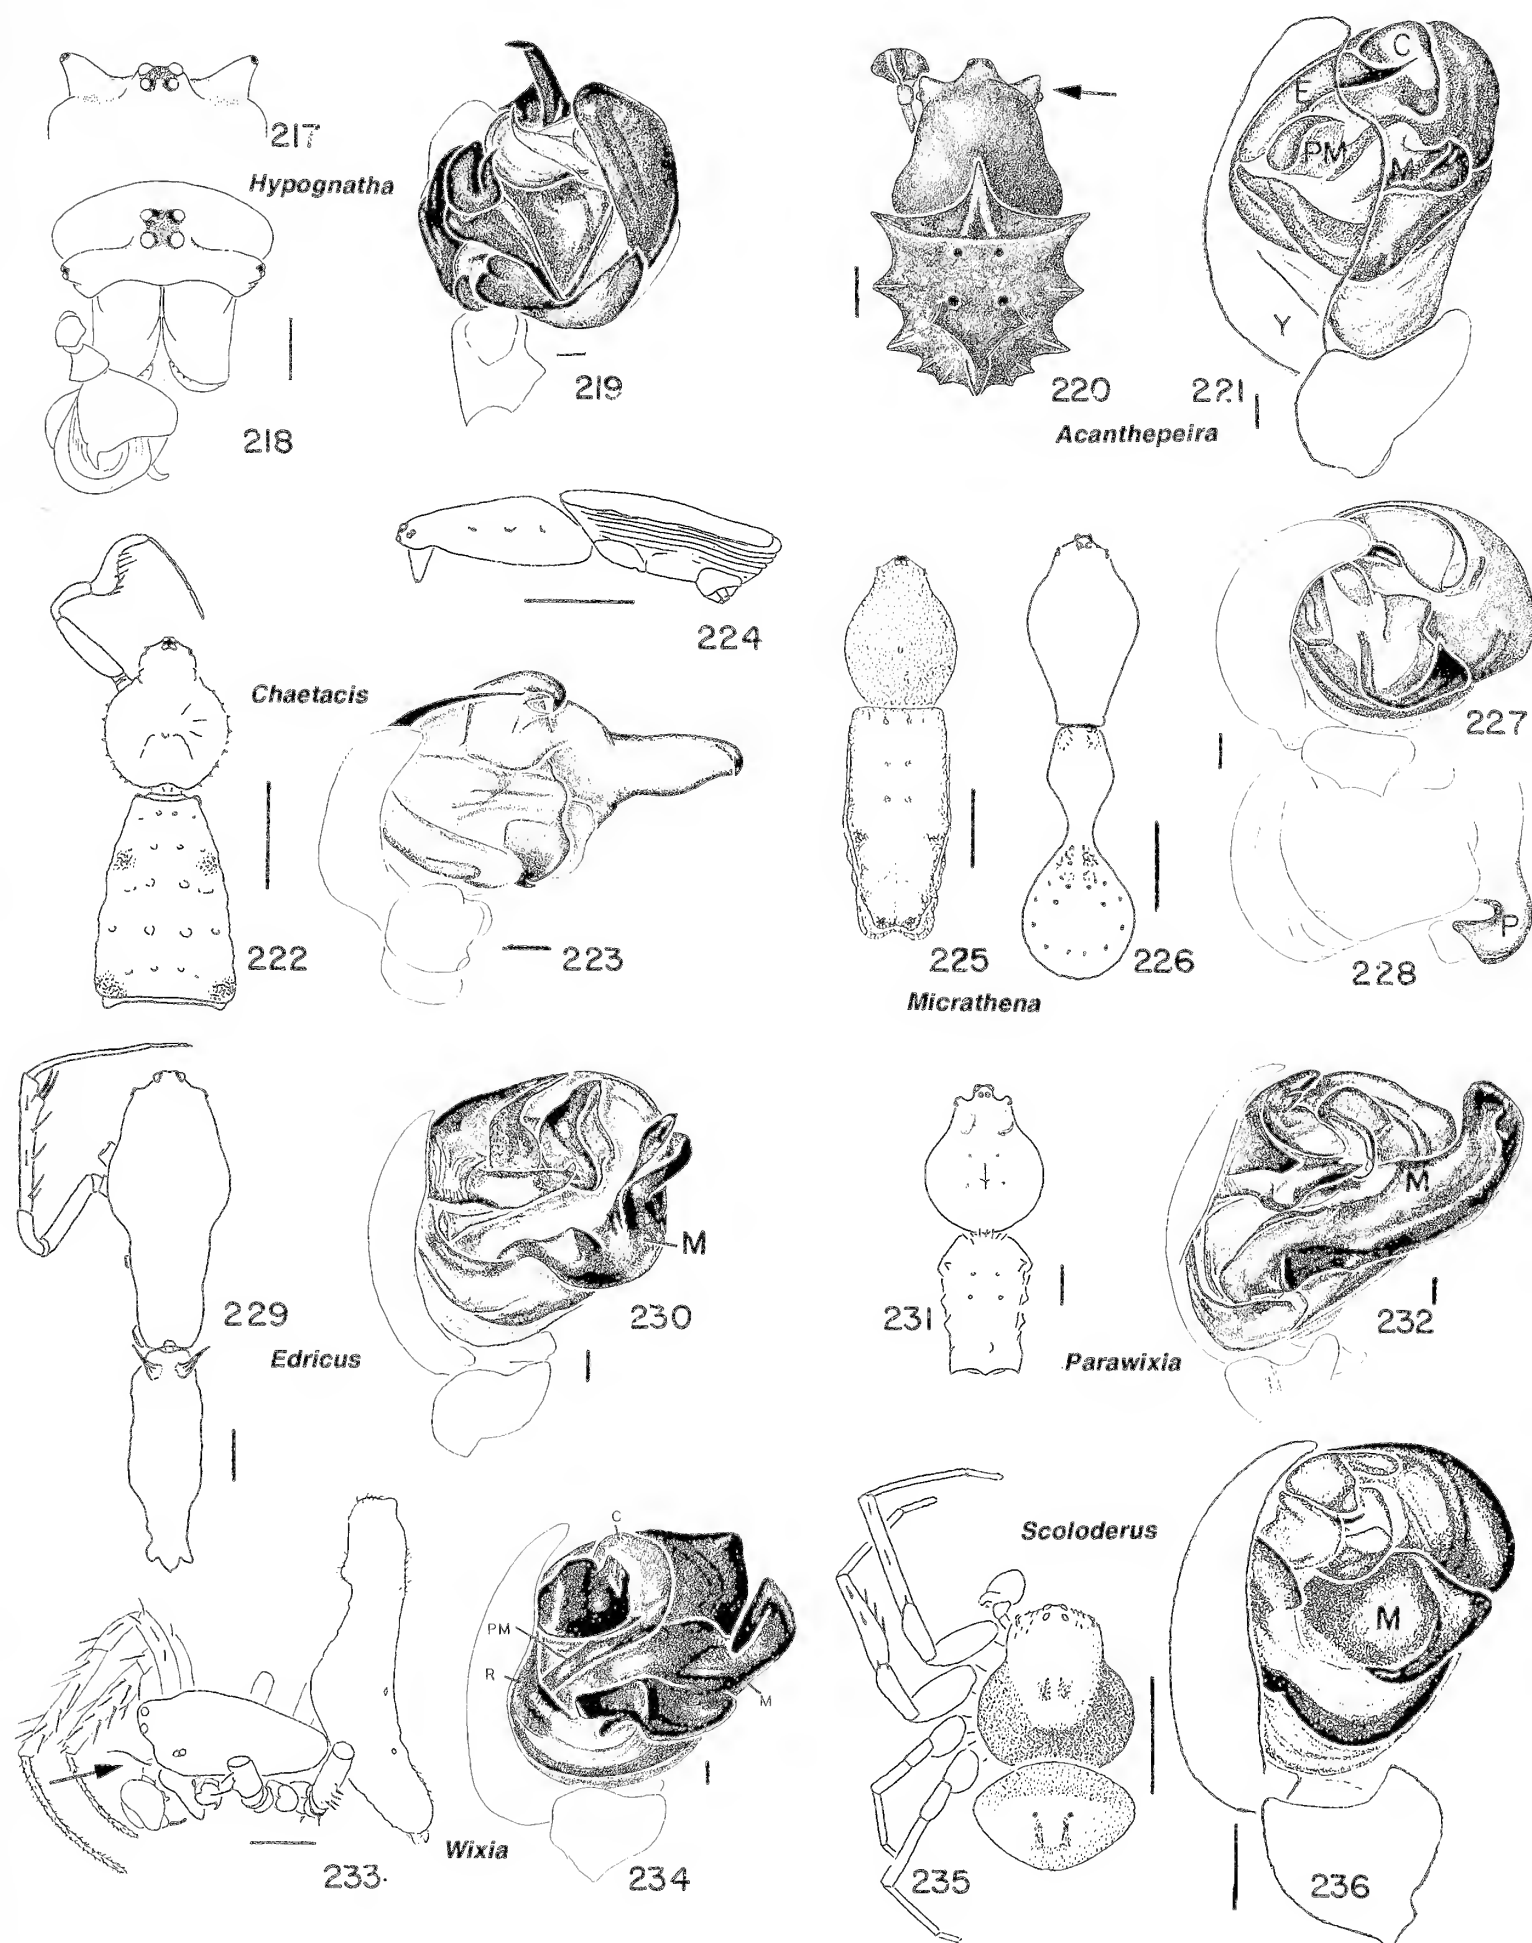 217
Hypognatha
218
219
220
C
E
PM
M
Y
221
Acanthepeira
222
Chaetacis
223
224
225
226
Micrathena
227
P
228
229
Edricus
M
230
231
Parawixia
M
232
233.
Wixia
C
PM
R
M
234
Scoloderus
235
M
236